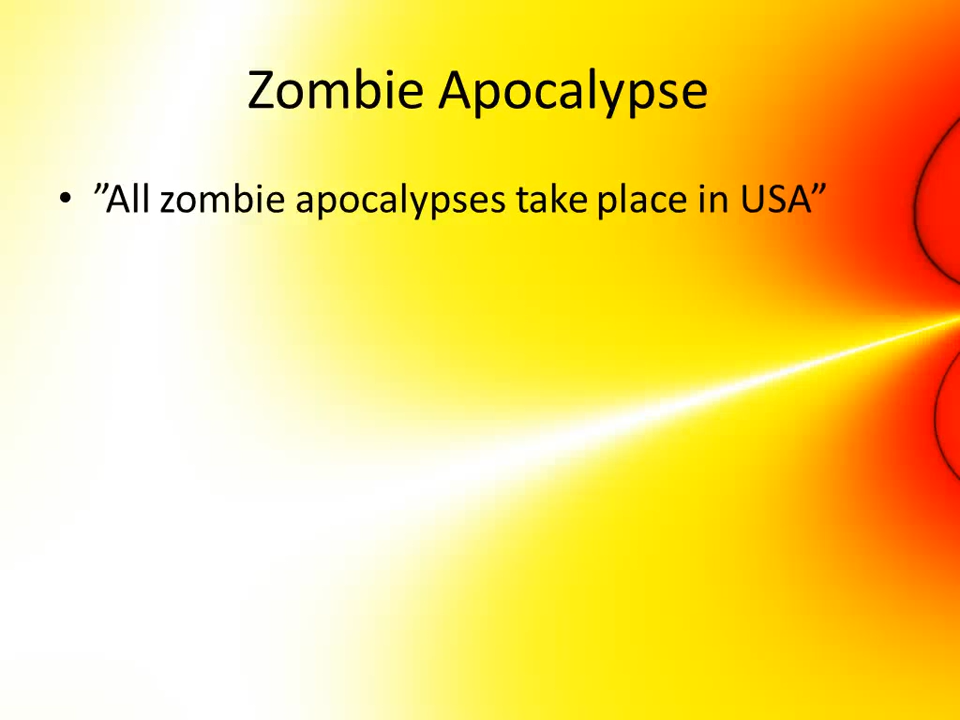 Zombie Apocalypse
• ”All zombie apocalypses take place in USA”